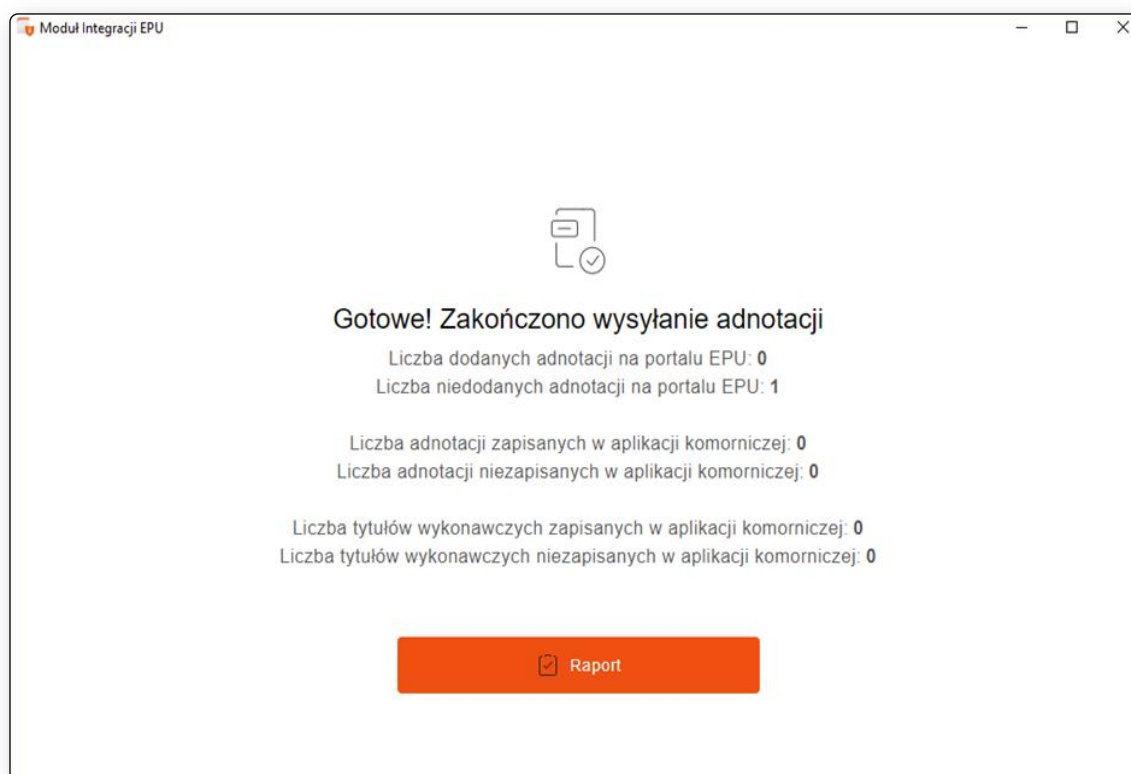 Moduł Integracji EPU
Gotowe! Zakończono wysyłanie adnotacji
Liczba dodanych adnotacji na portalu EPU: 0
Liczba niedodanych adnotacji na portalu EPU: 1
Liczba adnotacji zapisanych w aplikacji komorniczej: 0
Liczba adnotacji niezapisanych w aplikacji komorniczej: 0
Liczba tytułów wykonawczych zapisanych w aplikacji komorniczej: 0
Liczba tytułów wykonawczych niezapisanych w aplikacji komorniczej: 0
Raport